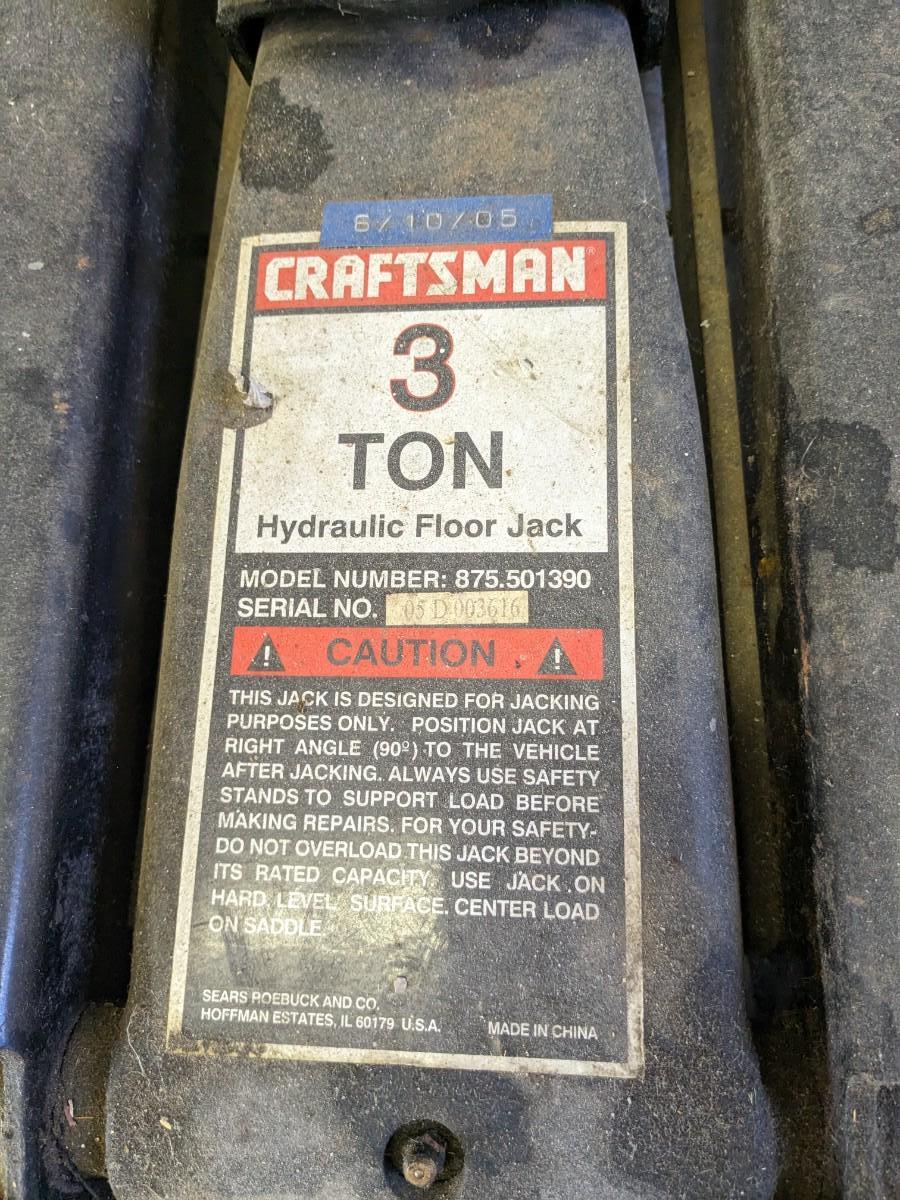 6/10/05
CRAFTSMAN®
3
TON
Hydraulic Floor Jack
MODEL NUMBER: 875.501390
SERIAL NO. 05 D 003616
CAUTION
THIS JACK IS DESIGNED FOR JACKING
PURPOSES ONLY. POSITION JACK AT
RIGHT ANGLE (90º) TO THE VEHICLE
AFTER JACKING. ALWAYS USE SAFETY
STANDS TO SUPPORT LOAD BEFORE
MAKING REPAIRS. FOR YOUR SAFETY-
DO NOT OVERLOAD THIS JACK BEYOND
ITS RATED CAPACITY. USE JACK ON
HARD, LEVEL SURFACE. CENTER LOAD
ON SADDLE.
SEARS ROEBUCK AND CO.
HOFFMAN ESTATES, IL 60179 U.S.A.
MADE IN CHINA